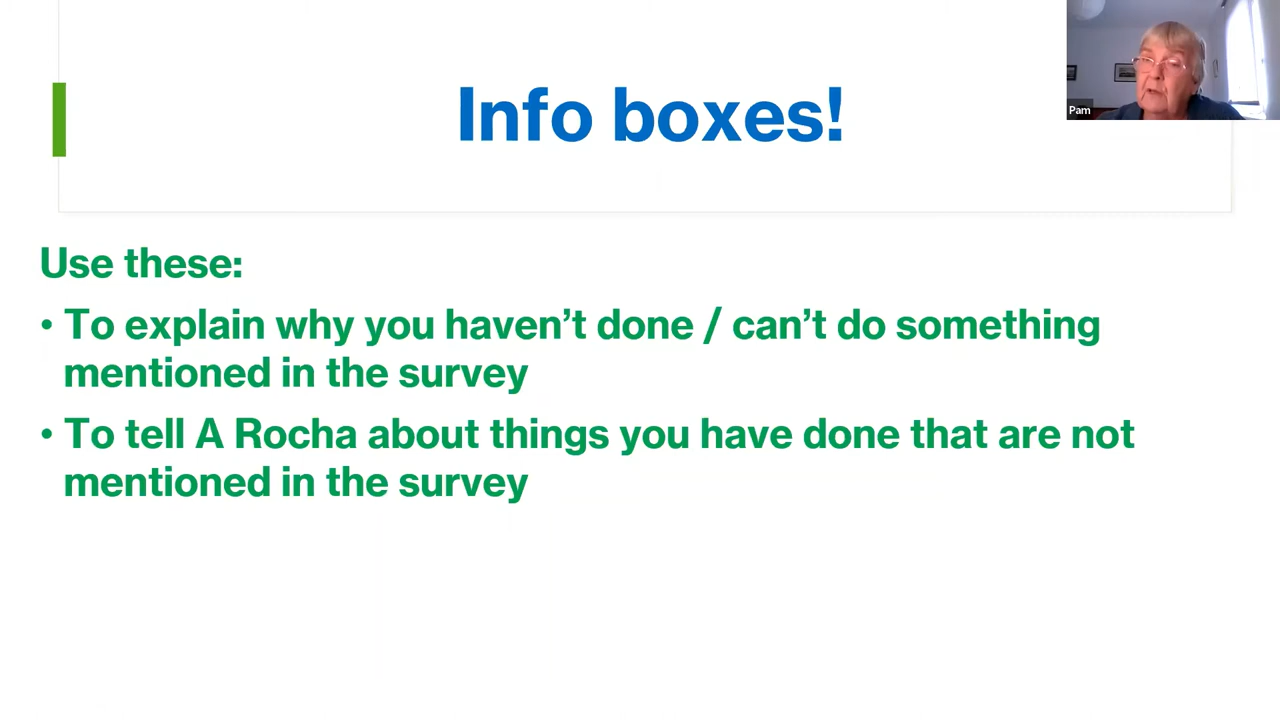 Info boxes!
Pam
Use these:
• To explain why you haven’t done / can’t do something
mentioned in the survey
• To tell A Rocha about things you have done that are not
mentioned in the survey